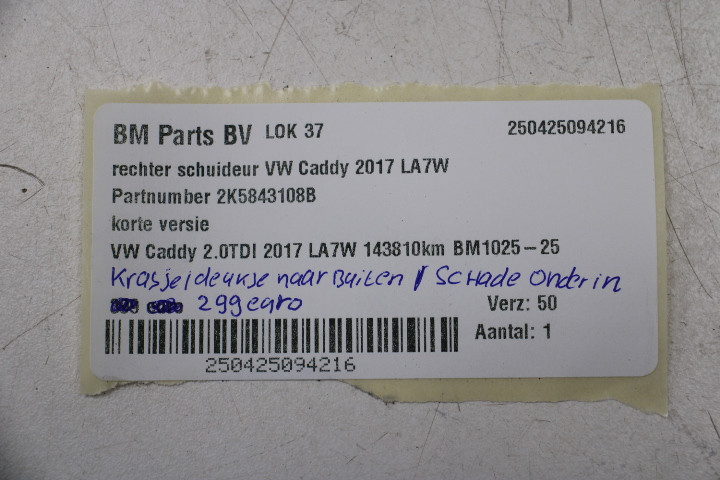 BM Parts BV LOK 37 250425094216
rechter schuideur VW Caddy 2017 LA7W
Partnumber 2K5843108B
korte versie
VW Caddy 2.0TDI 2017 LA7W 143810km BM1025-25
Krasje/deukje naar Buiten / Schade Onder in
299 euro Verz: 50
Aantal: 1
250425094216